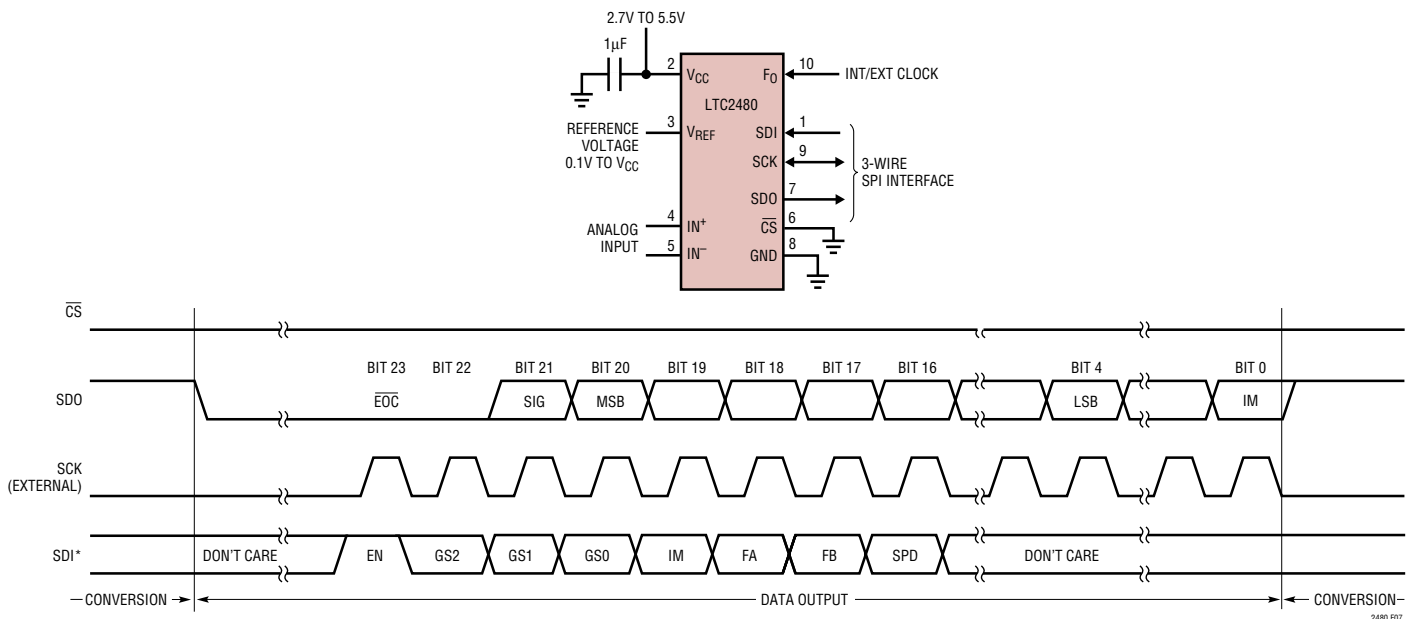 2.7V TO 5.5V
1µF
2 VCC
FO 10 INT/EXT CLOCK
LTC2480
REFERENCE
VOLTAGE
0.1V TO VCC
3 VREF
SDI 1
SCK 9
SDO 7
3-WIRE
SPI INTERFACE
ANALOG
INPUT
4 IN+
5 IN–
CS 6
GND 8
CS
BIT 23 BIT 22 BIT 21 BIT 20 BIT 19 BIT 18 BIT 17 BIT 16 BIT 4 BIT 0
SDO EOC SIG MSB LSB IM
SCK
(EXTERNAL)
SDI* DON'T CARE EN GS2 GS1 GS0 IM FA FB SPD DON'T CARE
CONVERSION DATA OUTPUT CONVERSION
2480 F07